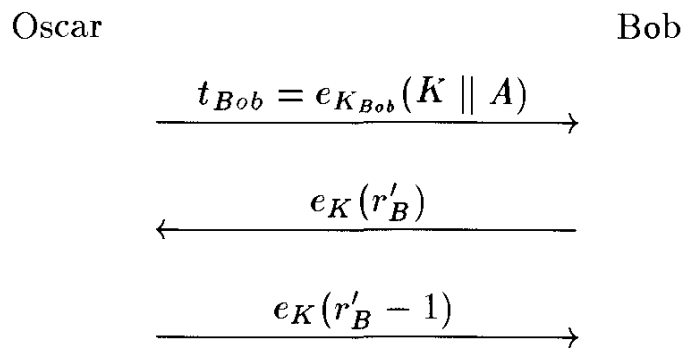 Oscar Bob
t_{Bob} = e_{K_{Bob}}(K ∥ A)
e_K(r'_B)
e_K(r'_B − 1)